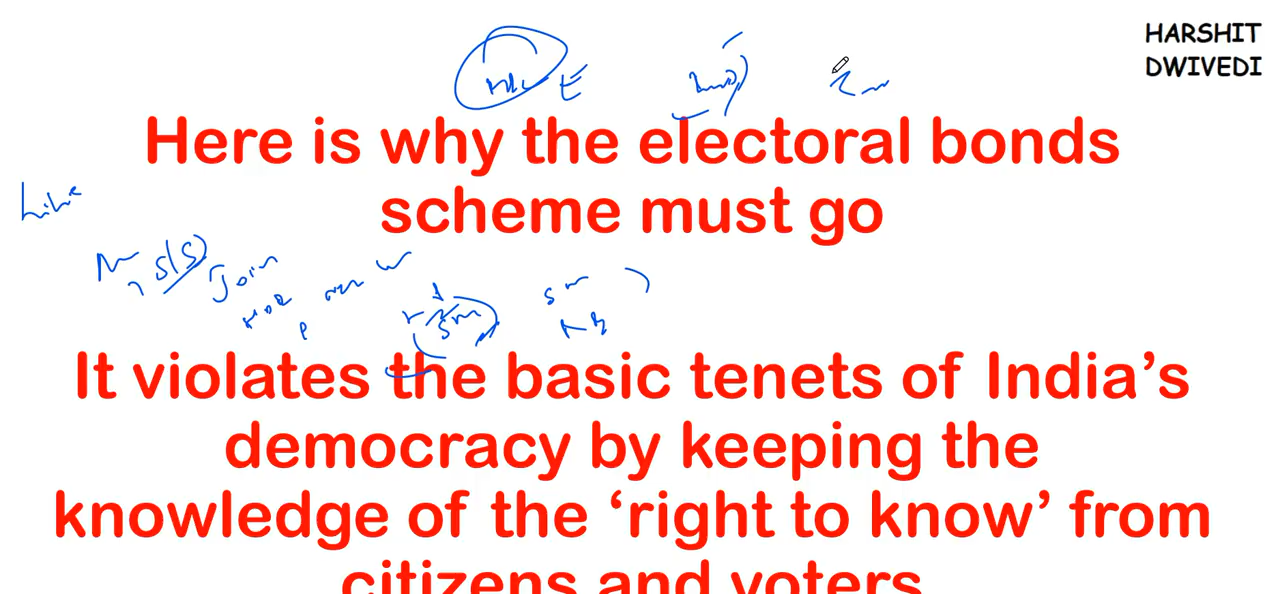 HARSHIT
DWIVEDI
Here is why the electoral bonds
scheme must go
Join
It violates the basic tenets of India’s
democracy by keeping the
knowledge of the ‘right to know’ from
citizens and voters